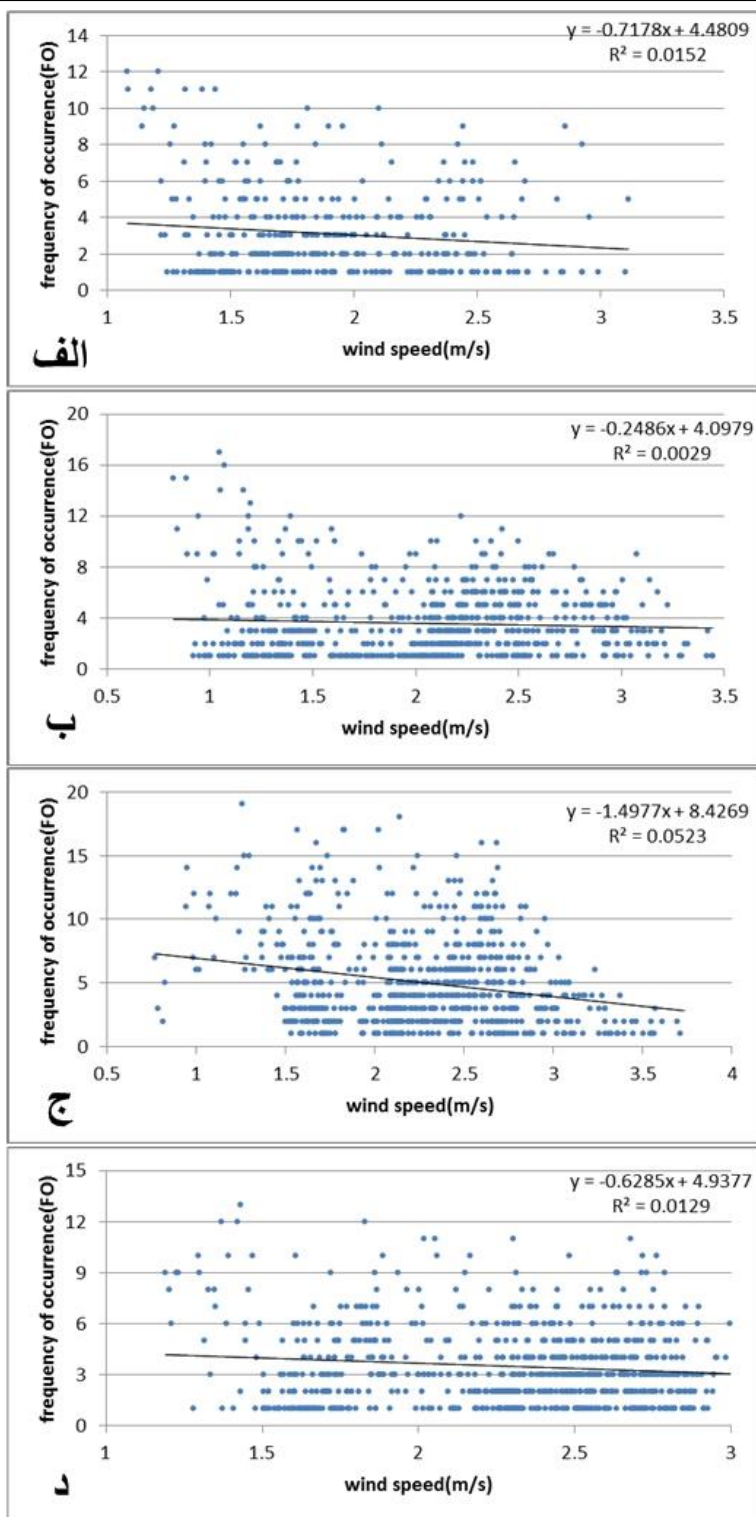 y = -0.7178x + 4.4809
R² = 0.0152
frequency of occurrence(FO)
14
12
10
8
6
4
2
0
1
1.5
2
2.5
3
3.5
wind speed(m/s)
الف
y = -0.2486x + 4.0979
R² = 0.0029
frequency of occurrence(FO)
20
16
12
8
4
0
0.5
1
1.5
2
2.5
3
3.5
wind speed(m/s)
ب
y = -1.4977x + 8.4269
R² = 0.0523
frequency of occurrence(FO)
20
15
10
5
0
0.5
1
1.5
2
2.5
3
3.5
4
wind speed(m/s)
ج
y = -0.6285x + 4.9377
R² = 0.0129
frequency of occurrence(FO)
15
12
9
6
3
0
1
1.5
2
2.5
3
wind speed(m/s)
د